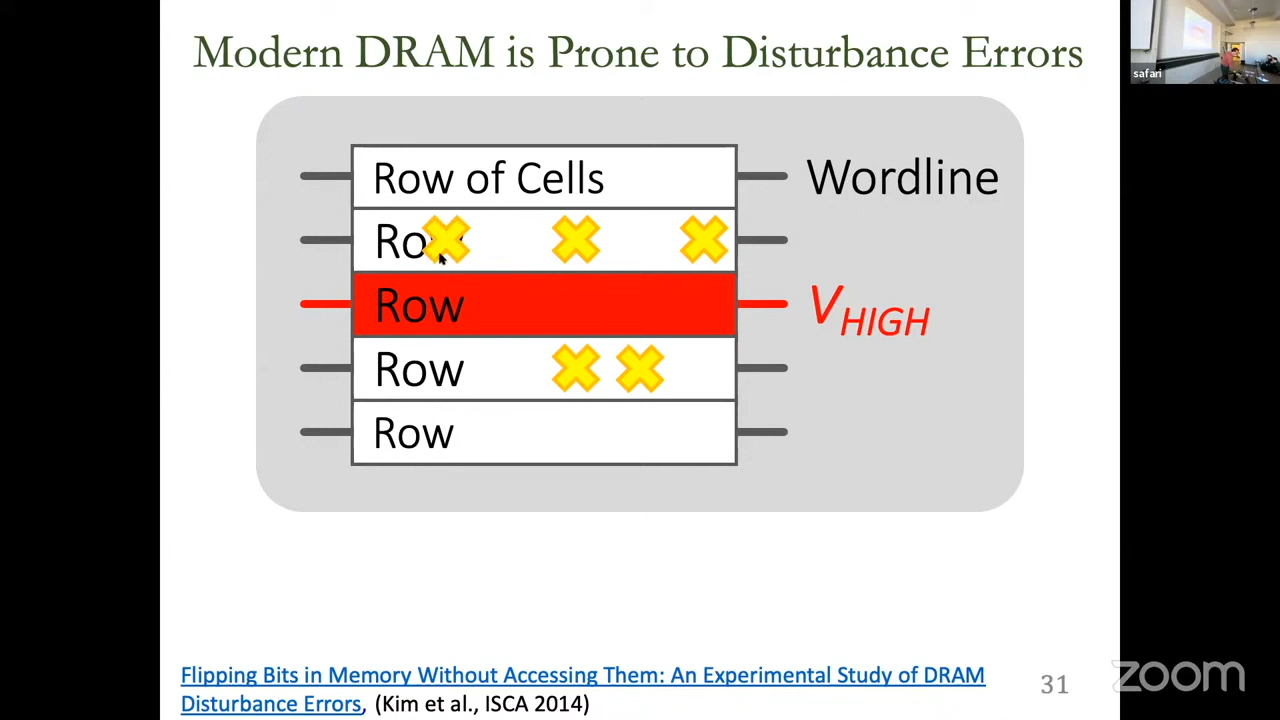 Modern DRAM is Prone to Disturbance Errors
safari
Row of Cells
Wordline
Row
Row
VHIGH
Row
Row
Flipping Bits in Memory Without Accessing Them: An Experimental Study of DRAM
Disturbance Errors, (Kim et al., ISCA 2014)
31
zoom